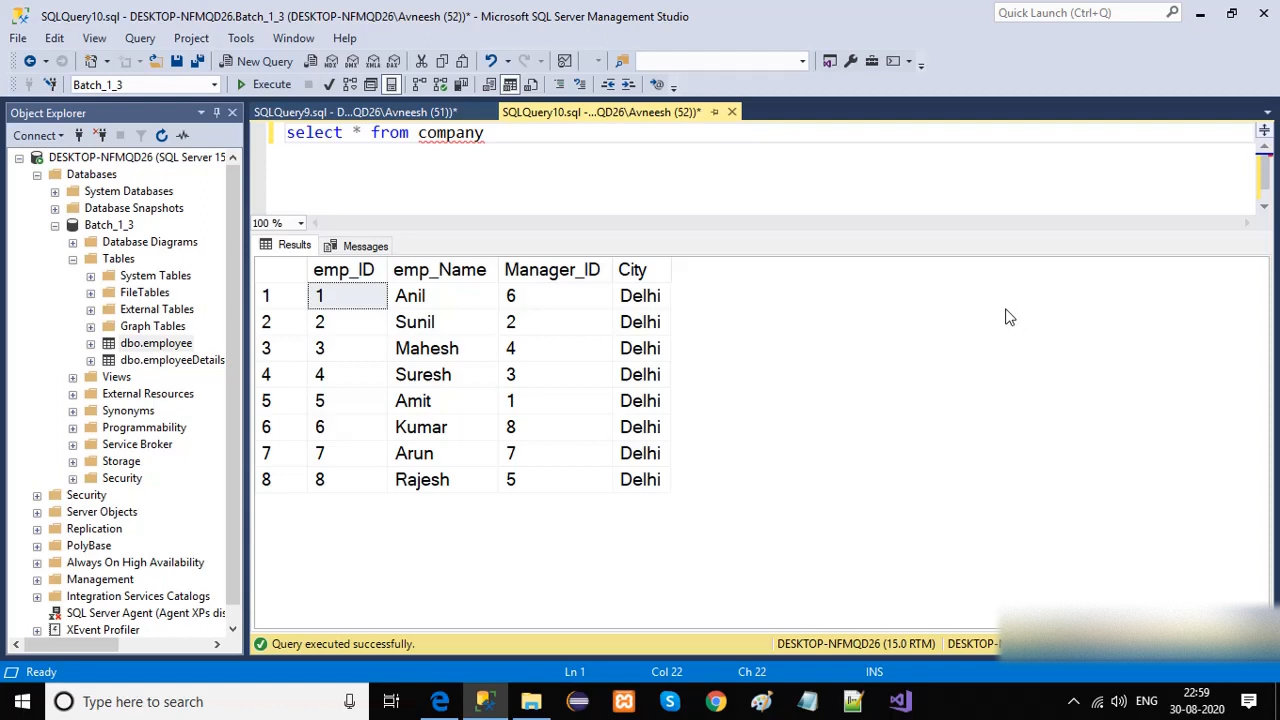 SQLQuery10.sql - DESKTOP-NFMQD26.Batch_1_3 (DESKTOP-NFMQD26\Avneesh (52))* - Microsoft SQL Server Management Studio
Quick Launch (Ctrl+Q)
File Edit View Query Project Tools Window Help
New Query MDX DMX XMLA DAX
Batch_1_3 Execute
Object Explorer
SQLQuery9.sql - D...QD26\Avneesh (51))*
SQLQuery10.sql -...QD26\Avneesh (52))*
Connect
select * from company
DESKTOP-NFMQD26 (SQL Server 15
Databases
System Databases
Database Snapshots
Batch_1_3
Database Diagrams
Tables
System Tables
FileTables
External Tables
Graph Tables
dbo.employee
dbo.employeeDetails
Views
External Resources
Synonyms
Programmability
Service Broker
Storage
Security
Security
Server Objects
Replication
PolyBase
Always On High Availability
Management
Integration Services Catalogs
SQL Server Agent (Agent XPs dis
XEvent Profiler
100 %
Results Messages
emp_ID emp_Name Manager_ID City
1 1 Anil 6 Delhi
2 2 Sunil 2 Delhi
3 3 Mahesh 4 Delhi
4 4 Suresh 3 Delhi
5 5 Amit 1 Delhi
6 6 Kumar 8 Delhi
7 7 Arun 7 Delhi
8 8 Rajesh 5 Delhi
Query executed successfully. DESKTOP-NFMQD26 (15.0 RTM) DESKTOP-
Ready Ln 1 Col 22 Ch 22 INS
Type here to search
ENG
22:59
30-08-2020